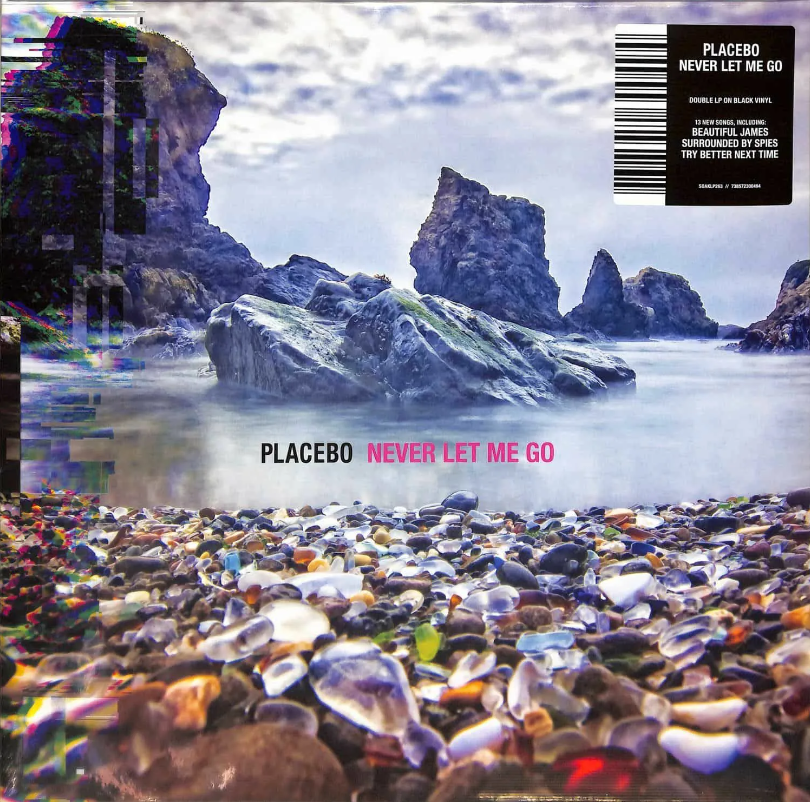 PLACEBO
NEVER LET ME GO
DOUBLE LP ON BLACK VINYL
13 NEW SONGS, INCLUDING:
BEAUTIFUL JAMES
SURROUNDED BY SPIES
TRY BETTER NEXT TIME
PLACEBO NEVER LET ME GO